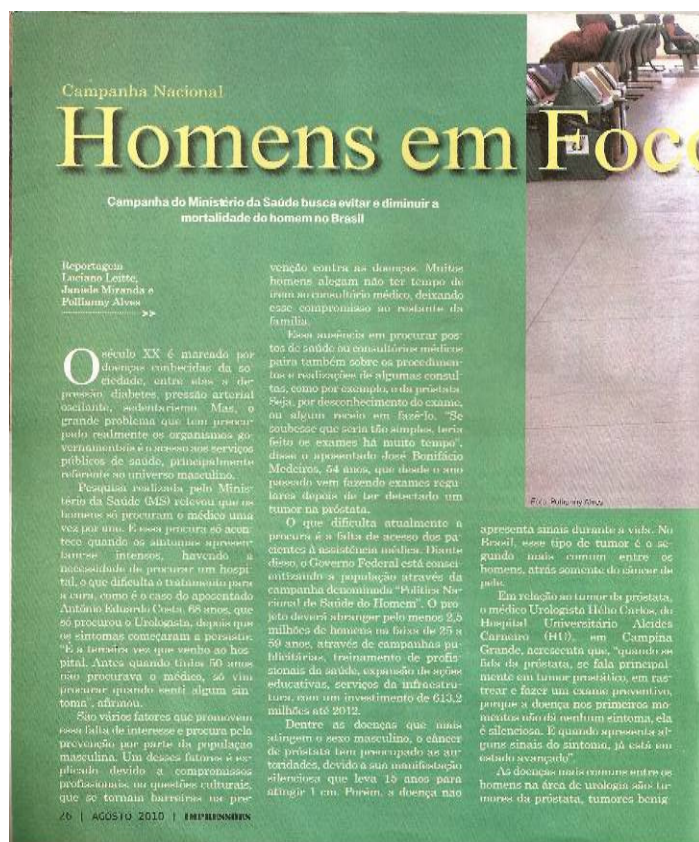 Campanha Nacional
Homens em Foco
Campanha do Ministério da Saúde busca evitar e diminuir a
mortalidade do homem no Brasil
Reportagem
Luciano Leitte,
Janiele Miranda e
Pollianny Alves
>>
O século XX é marcado por
doenças conhecidas da so-
ciedade, entre elas a de-
pressão, diabetes, pressão arterial
oscilante, sedentarismo. Mas, o
grande problema que tem preocu-
pado realmente os organismos go-
vernamentais é o acesso aos serviços
públicos de saúde, principalmente
referente ao universo masculino.
Pesquisa realizada pelo Minis-
tério da Saúde (MS) relevou que os
homens só procuram o médico uma
vez por ano. E essa procura só acon-
tece quando os sintomas apresen-
tam-se intensos, havendo a
necessidade de procurar um hospi-
tal, o que dificulta o tratamento para
a cura, como é o caso do aposentado
Antônio Eduardo Costa, 68 anos, que
só procurou o Urologista, depois que
os sintomas começaram a persistir.
"É a terceira vez que venho ao hos-
pital. Antes quando tinha 50 anos
não procurava o médico, só vim
procurar quando senti algum sin-
toma", afirmou.
São vários fatores que promovem
essa falta de interesse e procura pela
prevenção por parte da população
masculina. Um desses fatores é ex-
plicado devido a compromissos
profissionais, ou questões culturais,
que se tornam barreiras na pre-
venção contra as doenças. Muitos
homens alegam não ter tempo de
irem ao consultório médico, deixando
esse compromisso ao restante da
família.
Essa ausência em procurar pos-
tos de saúde ou consultórios médicos
paira também sobre os procedimen-
tos e realizações de algumas consul-
tas, como por exemplo, o da próstata.
Seja, por desconhecimento do exame,
ou algum receio em fazê-lo. "Se
soubesse que seria tão simples, teria
feito os exames há muito tempo",
disse o aposentado José Bonifácio
Medeiros, 54 anos, que desde o ano
passado vem fazendo exames regu-
lares depois de ter detectado um
tumor na próstata.
O que dificulta atualmente a
procura é a falta de acesso dos pa-
cientes à assistência médica. Diante
disso, o Governo Federal está consci-
entizando a população através da
campanha denominada "Política Na-
cional de Saúde do Homem". O pro-
jeto deverá abranger pelo menos 2,5
milhões de homens na faixa de 25 a
59 anos, através de campanhas pu-
blicitárias, treinamento de profis-
sionais da saúde, expansão de ações
educativas, serviços da infraestru-
tura, com um investimento de 613,2
milhões até 2012.
Dentre as doenças que mais
atingem o sexo masculino, o câncer
de próstata tem preocupado as au-
toridades, devido a sua manifestação
silenciosa que leva 15 anos para
atingir 1 cm. Porém, a doença não
Foto: Pollianny Alves
apresenta sinais durante a vida. No
Brasil, esse tipo de tumor é o se-
gundo mais comum entre os
homens, atrás somente do câncer de
pele.
Em relação ao tumor da próstata,
o médico Urologista Hélio Carlos, do
Hospital Universitário Alcides
Carneiro (HU), em Campina
Grande, acrescenta que, "quando se
fala da próstata, se fala principal-
mente em tumor prostático, em ras-
trear e fazer um exame preventivo,
porque a doença nos primeiros mo-
mentos não dá nenhum sintoma, ela
é silenciosa. E quando apresenta al-
guns sinais do sintoma, já está em
estado avançado".
As doenças mais comuns entre os
homens na área de urologia são: tu-
mores da próstata, tumores benig-
26 | AGOSTO 2010 | IMPRESSÕES